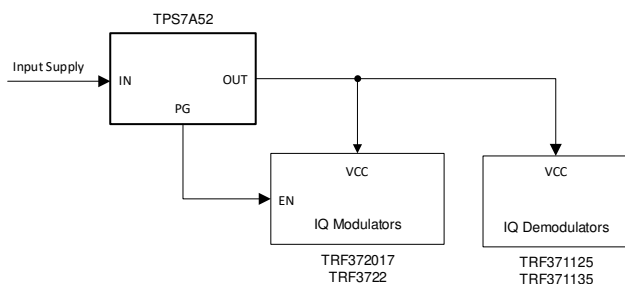 TPS7A52
Input Supply
IN
OUT
PG
VCC
EN
IQ Modulators
VCC
IQ Demodulators
TRF372017
TRF3722
TRF371125
TRF371135